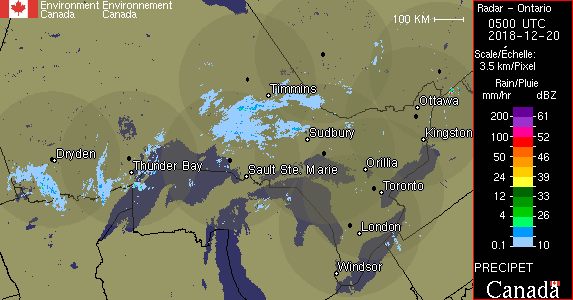 Environment Environnement
Canada Canada
100 KM
Timmins
Ottawa
Sudbury
Kingston
Dryden
Thunder Bay
Sault Ste. Marie
Orillia
Toronto
London
Windsor
Radar - Ontario
0500 UTC
2018-12-20
Scale/Échelle:
3.5 km/Pixel
Rain/Pluie
mm/hr dBZ
200 61
100 52
50 46
24 39
12 33
4 26
0.1 10
PRECIPET
Canada